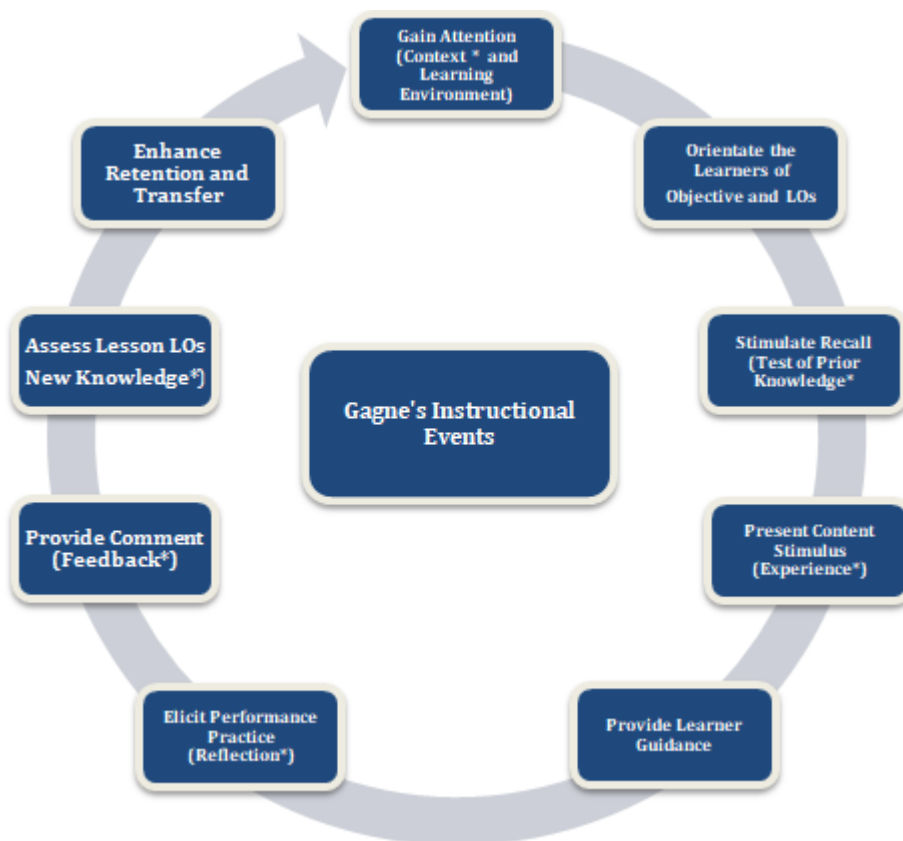 Gain Attention
(Context * and
Learning
Environment)
Orientate the
Learners of
Objective and LOs
Stimulate Recall
(Test of Prior
Knowledge*
Present Content
Stimulus
(Experience*)
Provide Learner
Guidance
Elicit Performance
Practice
(Reflection*)
Provide Comment
(Feedback*)
Assess Lesson LOs
New Knowledge*)
Enhance
Retention and
Transfer
Gagne's Instructional
Events